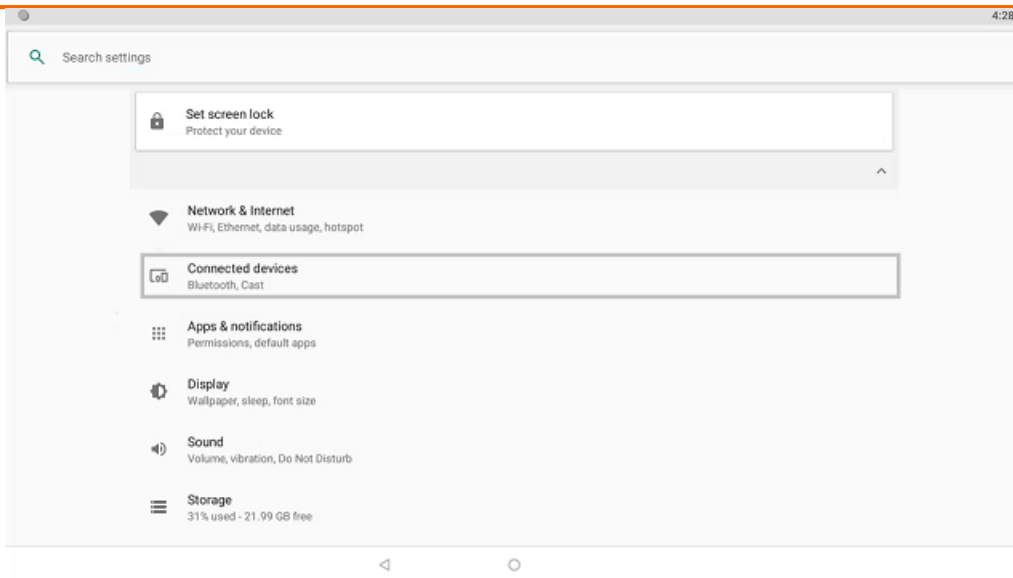 4:28
Search settings
Set screen lock
Protect your device
Network & Internet
Wi-Fi, Ethernet, data usage, hotspot
Connected devices
Bluetooth, Cast
Apps & notifications
Permissions, default apps
Display
Wallpaper, sleep, font size
Sound
Volume, vibration, Do Not Disturb
Storage
31% used - 21.99 GB free